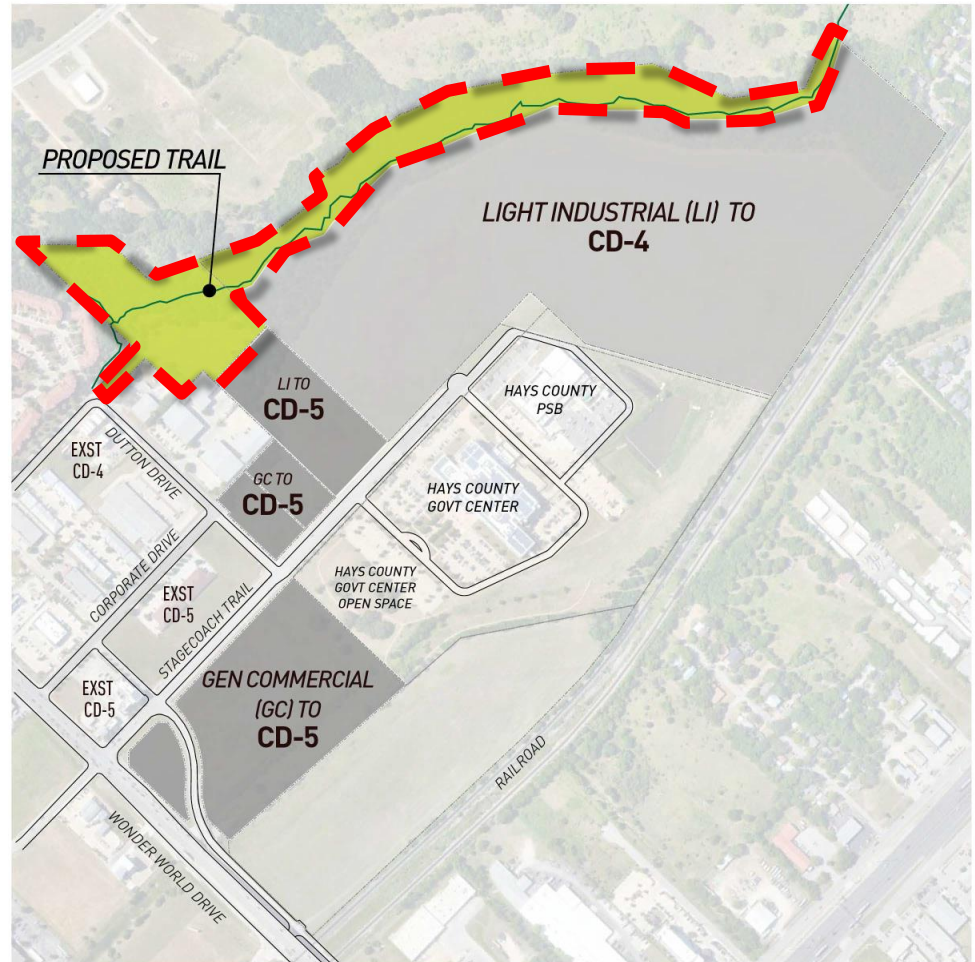 PROPOSED TRAIL
LIGHT INDUSTRIAL (LI) TO
CD-4
LI TO
CD-5
HAYS COUNTY
PSB
EXST
CD-4
DUTTON DRIVE
GC TO
CD-5
HAYS COUNTY
GOVT CENTER
CORPORATE DRIVE
EXST
CD-5
HAYS COUNTY
GOVT CENTER
OPEN SPACE
STAGECOACH TRAIL
EXST
CD-5
GEN COMMERCIAL
(GC) TO
CD-5
RAILROAD
WONDER WORLD DRIVE